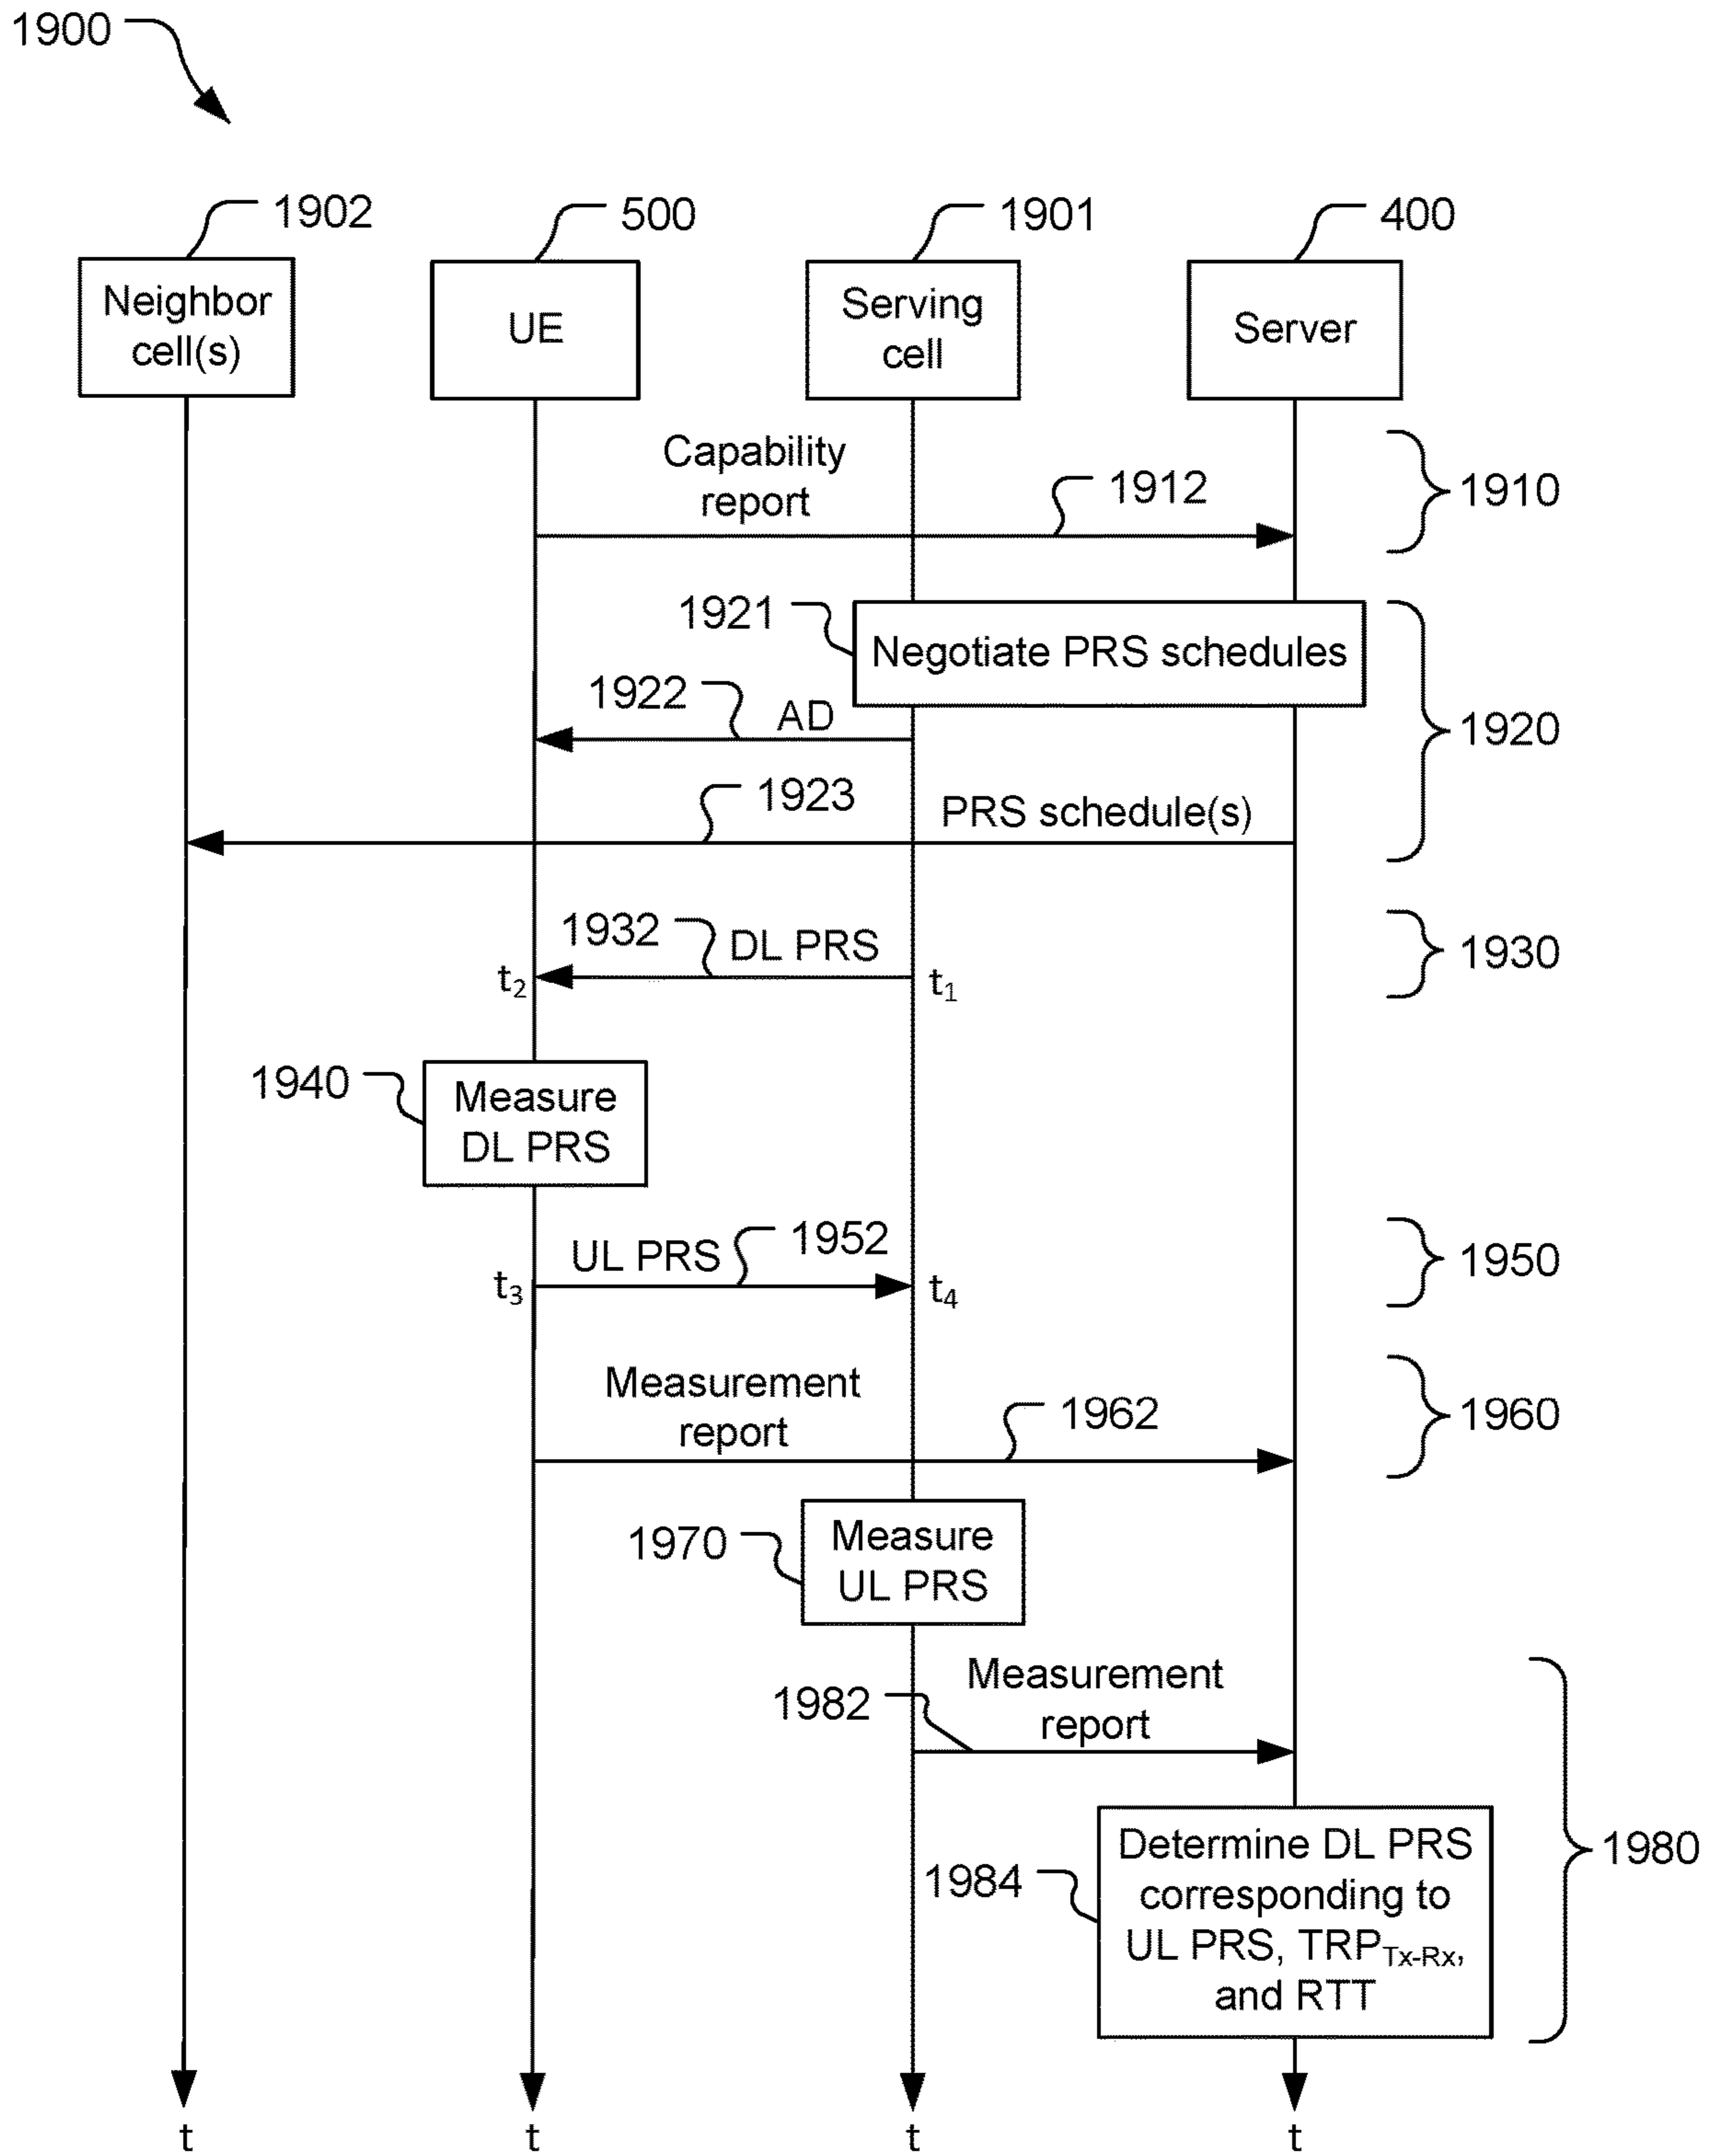 1900
1902
500
1901
400
Neighbor
cell(s)
UE
Serving
cell
Server
Capability
report
1912
1910
1921
Negotiate PRS schedules
1922
AD
1920
1923
PRS schedule(s)
1932
DL PRS
1930
t2
t1
1940
Measure
DL PRS
UL PRS
1952
1950
t3
t4
Measurement
report
1962
1960
1970
Measure
UL PRS
Measurement
report
1982
1980
1984
Determine DL PRS
corresponding to
UL PRS, TRPTx-Rx,
and RTT
t
t
t
t